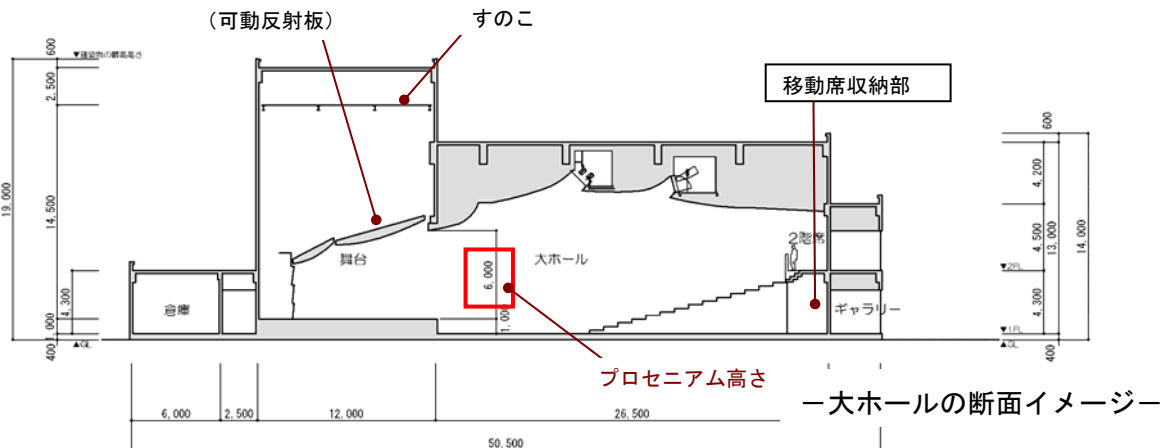 （可動反射板）
すのこ
移動席収納部
▼建築物の最高高さ
600
2,500
19,000
14,500
4,300
1,000
400
▲GL
倉庫
舞台
大ホール
6,000
1,000
2階席
ギャラリー
600
4,200
4,500
13,000
14,000
4,300
400
▼2FL
▼1FL
▲GL
プロセニアム高さ
6,000
2,500
12,000
26,500
50,500
－大ホールの断面イメージ－